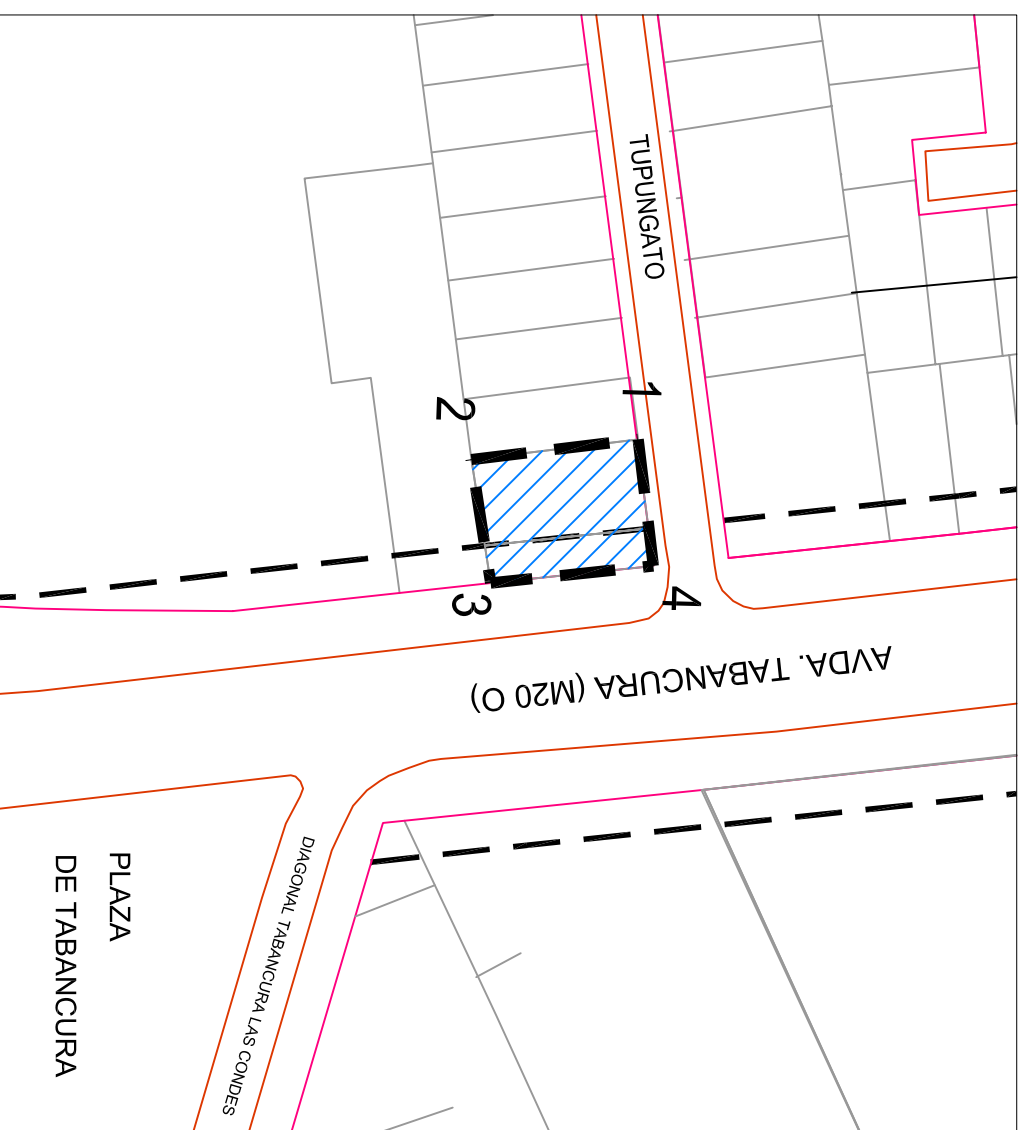 TUPUNGATO
1
2
3
4
AVDA. TABANCURA (M20 O)
DIAGONAL TABANCURA LAS CONDES
PLAZA
DE TABANCURA